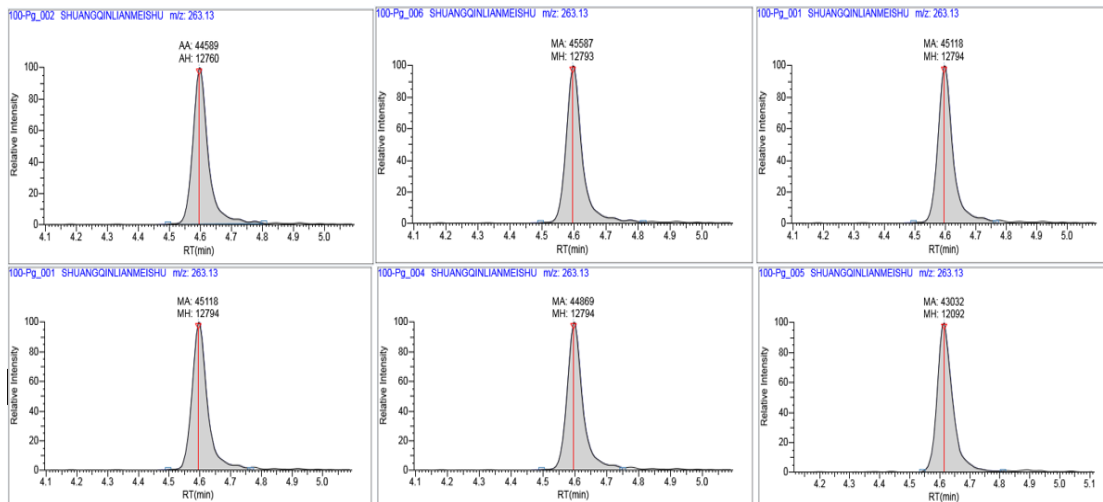 100-Pg_002 SHUANGQINLIANMEISHU m/z: 263.13
AA: 44589
AH: 12760
Relative Intensity
100
80
60
40
20
0
4.1 4.2 4.3 4.4 4.5 4.6 4.7 4.8 4.9 5.0
RT(min)
100-Pg_006 SHUANGQINLIANMEISHU m/z: 263.13
MA: 45587
MH: 12793
Relative Intensity
100
80
60
40
20
0
4.1 4.2 4.3 4.4 4.5 4.6 4.7 4.8 4.9 5.0
RT(min)
100-Pg_001 SHUANGQINLIANMEISHU m/z: 263.13
MA: 45118
MH: 12794
Relative Intensity
100
80
60
40
20
0
4.1 4.2 4.3 4.4 4.5 4.6 4.7 4.8 4.9 5.0
RT(min)
100-Pg_001 SHUANGQINLIANMEISHU m/z: 263.13
MA: 45118
MH: 12794
Relative Intensity
100
80
60
40
20
0
4.1 4.2 4.3 4.4 4.5 4.6 4.7 4.8 4.9 5.0
RT(min)
100-Pg_004 SHUANGQINLIANMEISHU m/z: 263.13
MA: 44869
MH: 12794
Relative Intensity
100
80
60
40
20
0
4.1 4.2 4.3 4.4 4.5 4.6 4.7 4.8 4.9 5.0
RT(min)
100-Pg_005 SHUANGQINLIANMEISHU m/z: 263.13
MA: 43032
MH: 12092
Relative Intensity
100
80
60
40
20
0
4.2 4.3 4.4 4.5 4.6 4.7 4.8 4.9 5.0 5.1
RT(min)